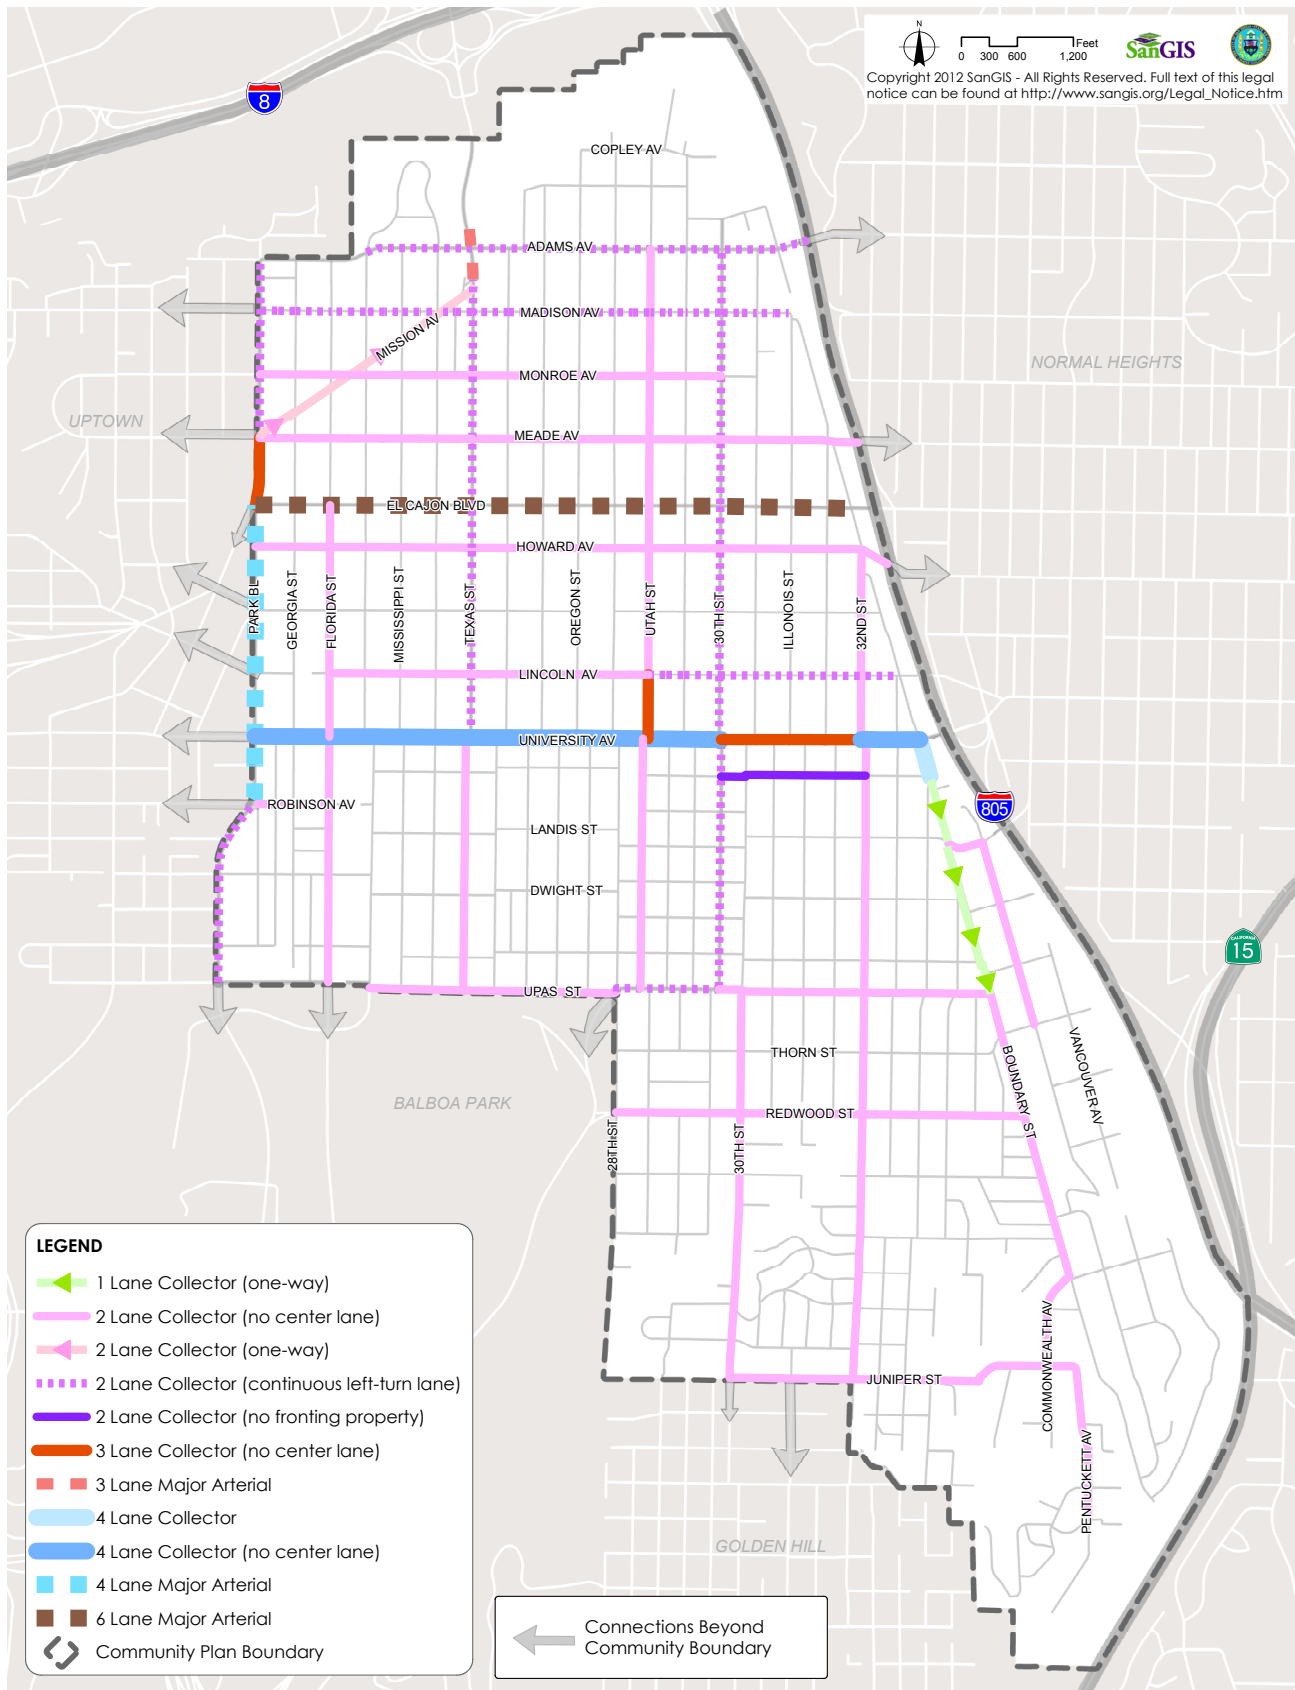 N
0 300 600 1,200
Feet
SanGIS
Copyright 2012 SanGIS - All Rights Reserved. Full text of this legal
notice can be found at http://www.sangis.org/Legal_Notice.htm
8
COPLEY AV
ADAMS AV
MADISON AV
MISSION AV
MONROE AV
NORMAL HEIGHTS
UPTOWN
MEADE AV
EL CAJON BLVD
HOWARD AV
PARK BL
GEORGIA ST
FLORIDA ST
MISSISSIPPI ST
TEXAS ST
OREGON ST
UTAH ST
30TH ST
ILLONOIS ST
32ND ST
LINCOLN AV
UNIVERSITY AV
ROBINSON AV
805
LANDIS ST
DWIGHT ST
CALIFORNIA
15
UPAS ST
THORN ST
BOUNDARY ST
VANCOUVER AV
BALBOA PARK
REDWOOD ST
28TH ST
30TH ST
JUNIPER ST
COMMONWEALTH AV
PENTUCKETT AV
GOLDEN HILL
LEGEND
1 Lane Collector (one-way)
2 Lane Collector (no center lane)
2 Lane Collector (one-way)
2 Lane Collector (continuous left-turn lane)
2 Lane Collector (no fronting property)
3 Lane Collector (no center lane)
3 Lane Major Arterial
4 Lane Collector
4 Lane Collector (no center lane)
4 Lane Major Arterial
6 Lane Major Arterial
Community Plan Boundary
Connections Beyond
Community Boundary